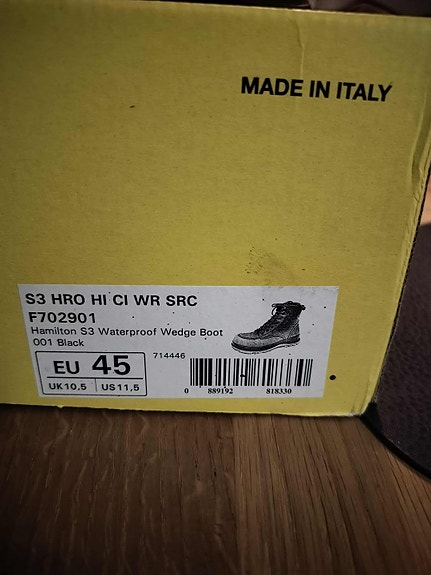 MADE IN ITALY
S3 HRO HI CI WR SRC
F702901
Hamilton S3 Waterproof Wedge Boot
001 Black
714446
EU 45
UK10,5 US11,5
0 889192 818330